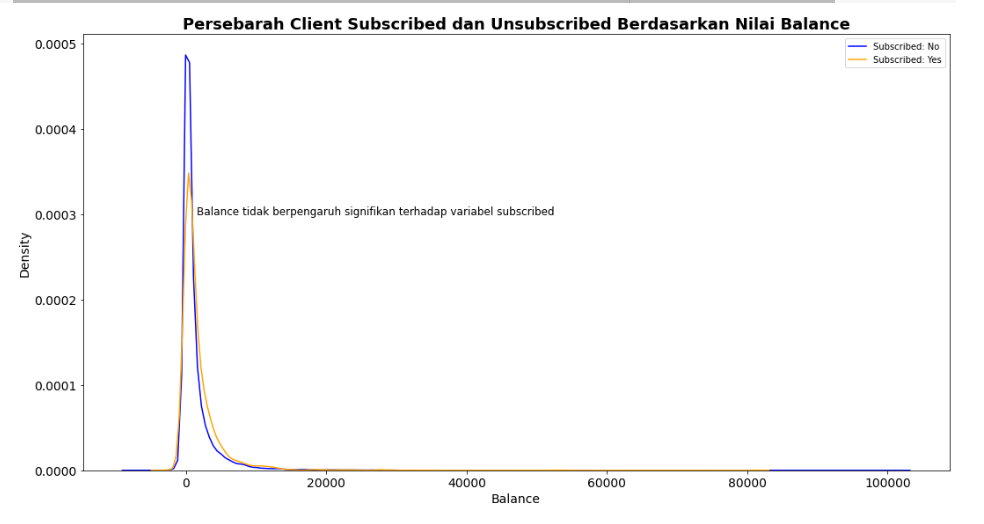 Persebarah Client Subscribed dan Unsubscribed Berdasarkan Nilai Balance
0.0005
0.0004
0.0003
0.0002
0.0001
0.0000
Density
Subscribed: No
Subscribed: Yes
Balance tidak berpengaruh signifikan terhadap variabel subscribed
0
20000
40000
60000
80000
100000
Balance